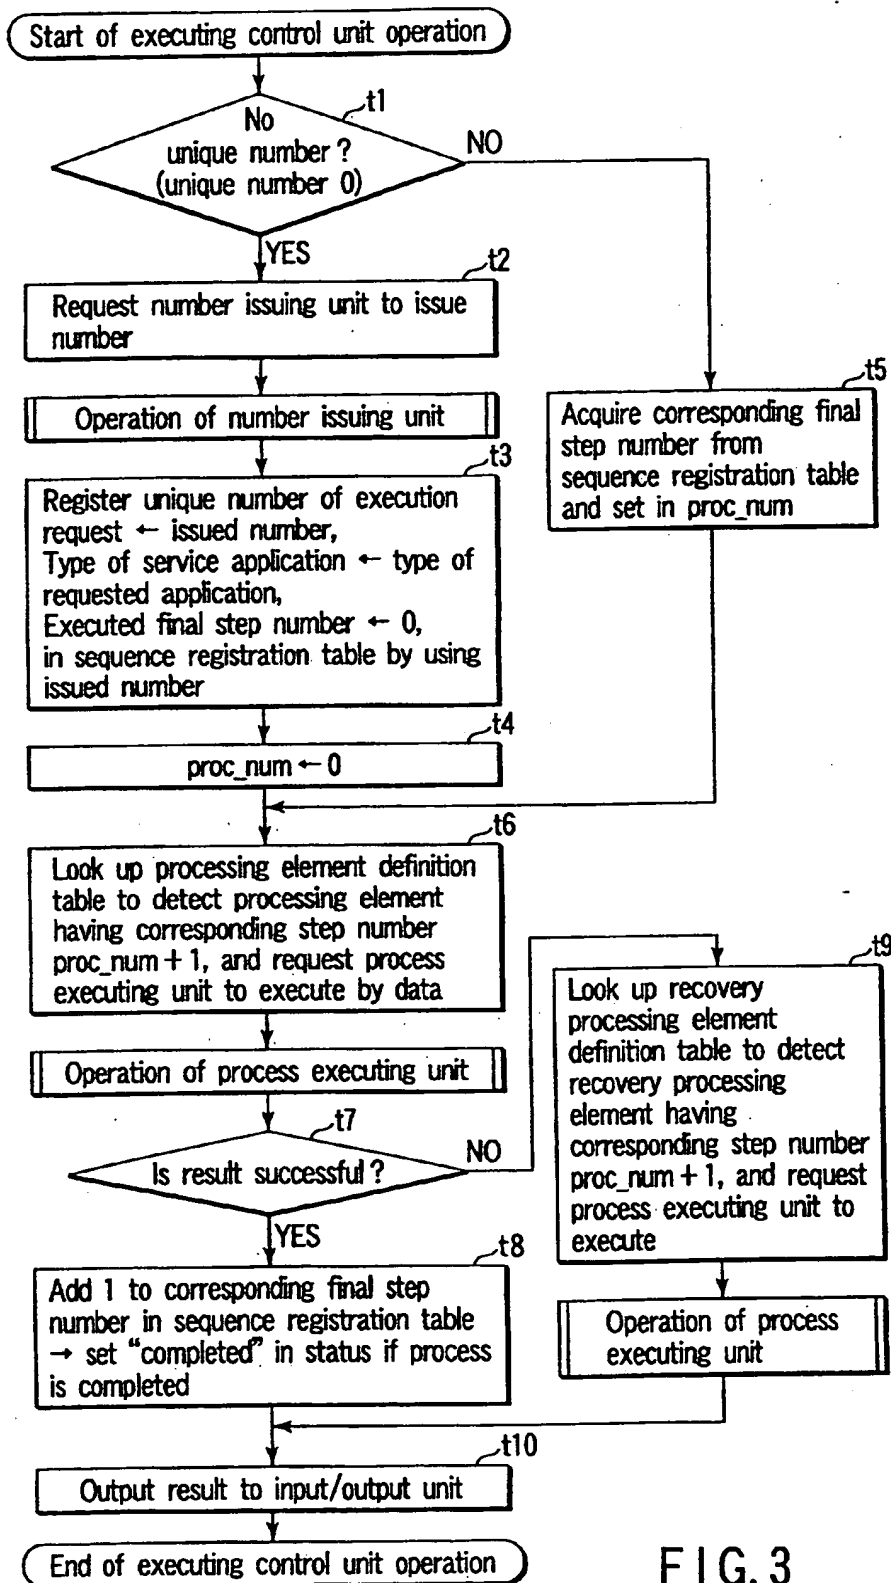 Start of executing control unit operation
t1
No
unique number ?
(unique number 0)
NO
YES
t2
Request number issuing unit to issue
number
Operation of number issuing unit
t5
Acquire corresponding final
step number from
sequence registration table
and set in proc_num
t3
Register unique number of execution
request ← issued number,
Type of service application ← type of
requested application,
Executed final step number ← 0,
in sequence registration table by using
issued number
t4
proc_num ← 0
t6
Look up processing element definition
table to detect processing element
having corresponding step number
proc_num + 1, and request process
executing unit to execute by data
Operation of process executing unit
t7
Is result successful ?
NO
YES
t9
Look up recovery
processing element
definition table to detect
recovery processing
element having
corresponding step number
proc_num + 1, and request
process executing unit to
execute
Operation of process
executing unit
t8
Add 1 to corresponding final step
number in sequence registration table
→ set "completed" in status if process
is completed
t10
Output result to input/output unit
End of executing control unit operation
FIG. 3